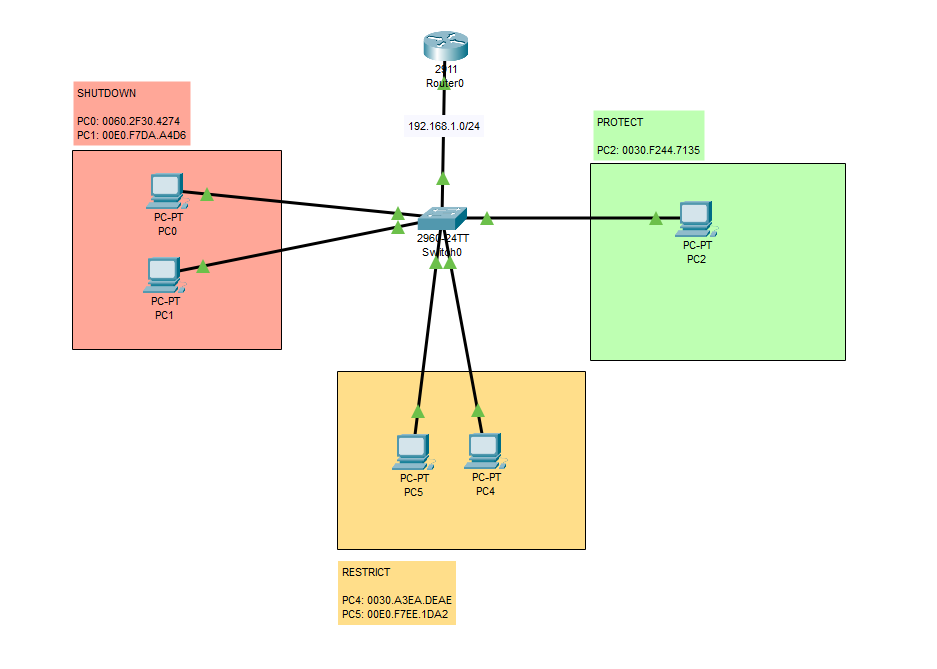 2911
Router0
SHUTDOWN
PC0: 0060.2F30.4274
PC1: 00E0.F7DA.A4D6
192.168.1.0/24
PROTECT
PC2: 0030.F244.7135
PC-PT
PC0
2960-24TT
Switch0
PC-PT
PC2
PC-PT
PC1
PC-PT
PC5
PC-PT
PC4
RESTRICT
PC4: 0030.A3EA.DEAE
PC5: 00E0.F7EE.1DA2